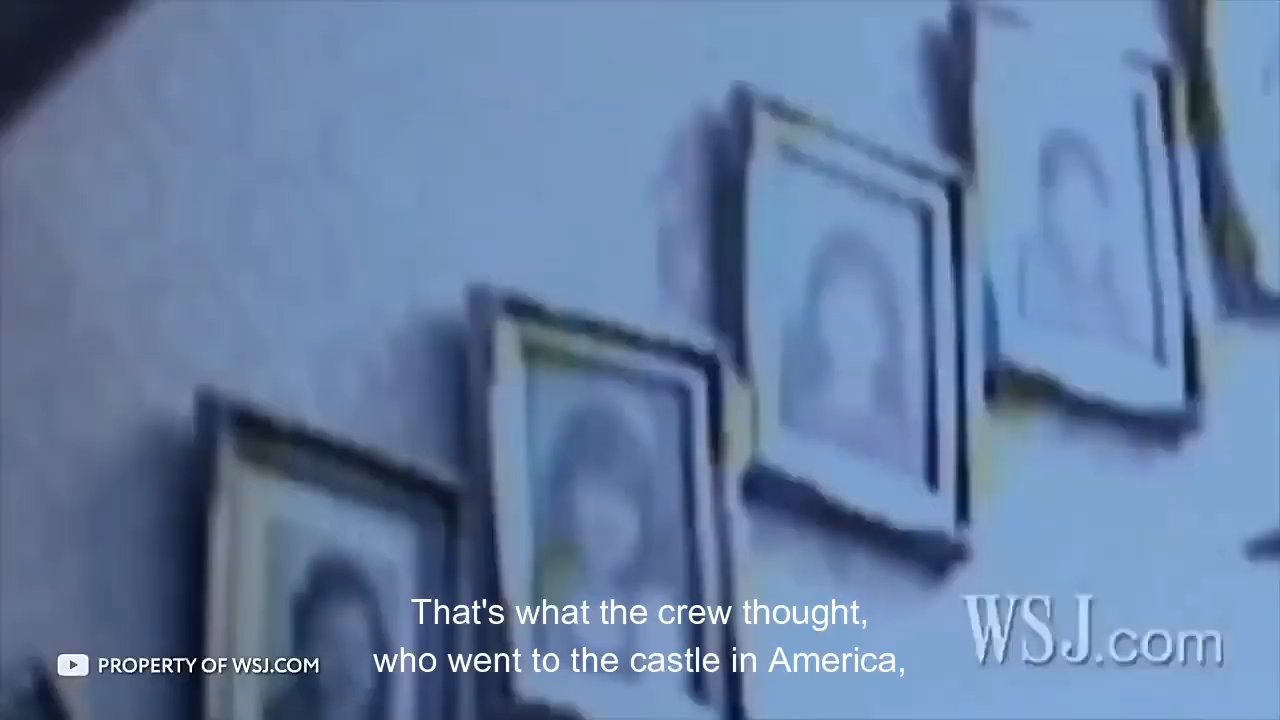 That's what the crew thought,
who went to the castle in America,
WSJ.com
PROPERTY OF WSJ.COM